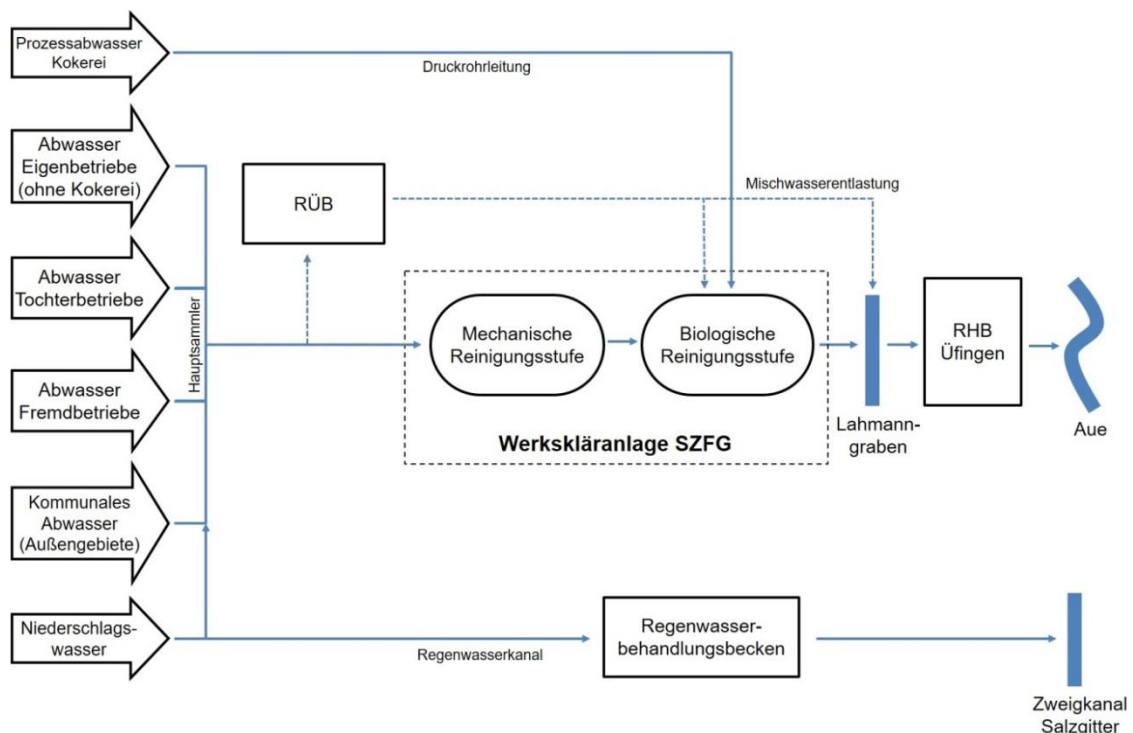 Prozessabwasser
Kokerei
Druckrohrleitung
Abwasser
Eigenbetriebe
(ohne Kokerei)
RÜB
Mischwasserentlastung
Abwasser
Tochterbetriebe
Hauptsammler
Mechanische
Reinigungsstufe
Biologische
Reinigungsstufe
RHB
Üfingen
Abwasser
Fremdbetriebe
Werkskläranlage SZFG
Lahmann-
graben
Aue
Kommunales
Abwasser
(Außengebiete)
Niederschlags-
wasser
Regenwasserkanal
Regenwasser-
behandlungsbecken
Zweigkanal
Salzgitter